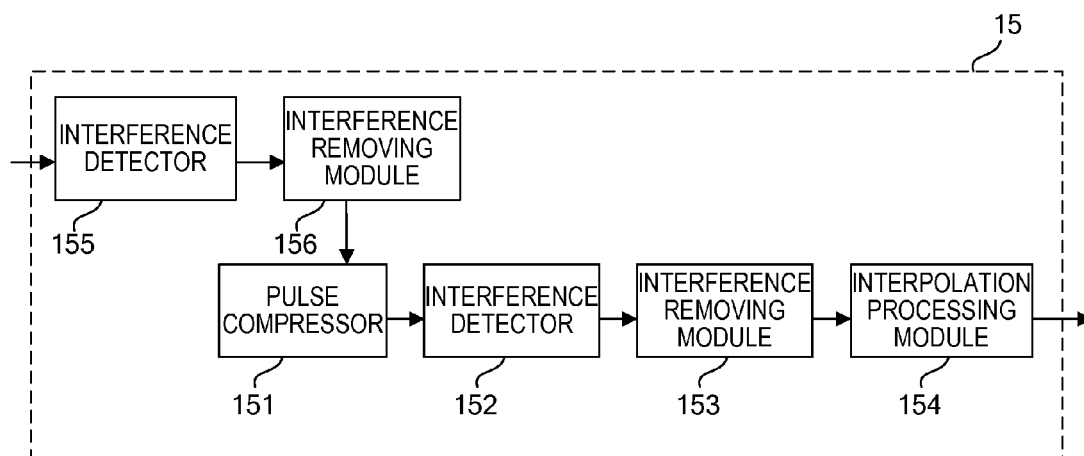 15
INTERFERENCE
DETECTOR
INTERFERENCE
REMOVING
MODULE
155
156
PULSE
COMPRESSOR
INTERFERENCE
DETECTOR
INTERFERENCE
REMOVING
MODULE
INTERPOLATION
PROCESSING
MODULE
151
152
153
154